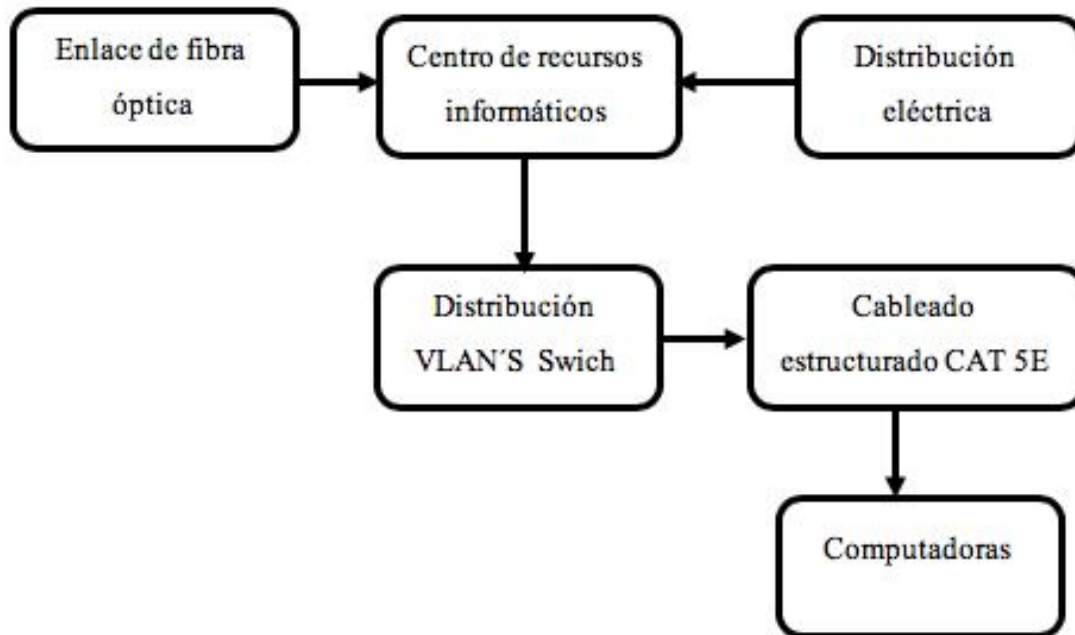 Enlace de fibra
óptica
Centro de recursos
informáticos
Distribución
eléctrica
Distribución
VLAN´S Swich
Cableado
estructurado CAT 5E
Computadoras